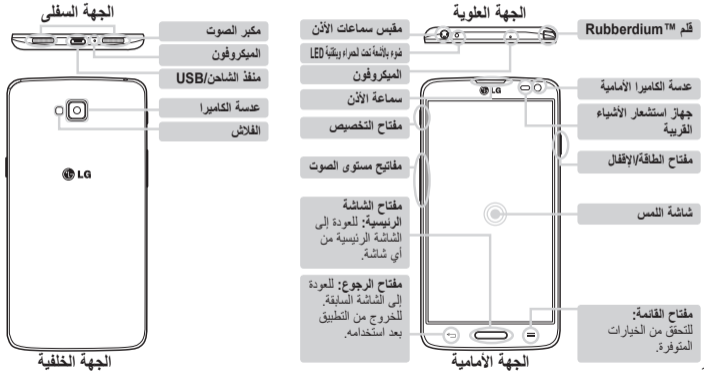 الجهة العلوية
قلم Rubberdium™
عدسة الكاميرا الأمامية
جهاز استشعار الأشياء
القريبة
مفتاح الطاقة/الإقفال
شاشة اللمس
مفتاح القائمة:
للتحقق من الخيارات
المتوفرة.
LG
مقبس سماعات الأذن
ضوء بالأشعة تحت الحمراء وبتقنية LED
الميكروفون
سماعة الأذن
مفتاح التخصيص
مفاتيح مستوى الصوت
مفتاح الشاشة
الرئيسية: للعودة إلى
الشاشة الرئيسية من
أي شاشة.
مفتاح الرجوع: للعودة
إلى الشاشة السابقة.
للخروج من التطبيق
بعد استخدامه.
الجهة الأمامية
الجهة السفلى
مكبر الصوت
الميكروفون
منفذ الشاحن/USB
عدسة الكاميرا
الفلاش
LG
الجهة الخلفية